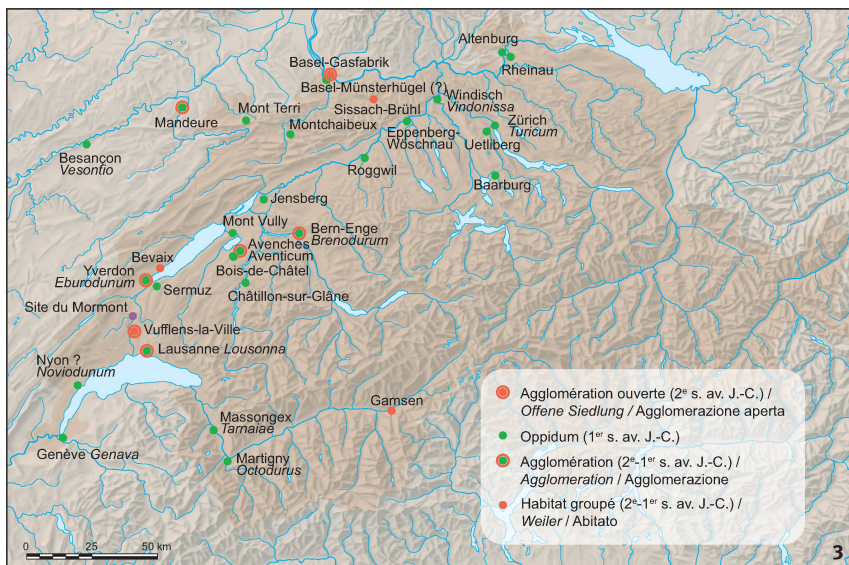 Altenburg
Rheinau
Basel-Gasfabrik
Basel-Münsterhügel (?)
Windisch
Vindonissa
Sissach-Brühl
Mandeure
Mont Terri
Montchaibeux
Eppenberg-
Wöschnau
Zürich
Turicum
Uetliberg
Besançon
Vesontio
Roggwil
Baarburg
Jensberg
Mont Vully
Bern-Enge
Brenodurum
Avenches
Aventicum
Bevaix
Bois-de-Châtel
Yverdon
Eburodunum
Sermuz
Châtillon-sur-Glâne
Site du Mormont
Vufflens-la-Ville
Lausanne Lousonna
Nyon ?
Noviodunum
Gamsen
Massongex
Tarnaiae
Genève Genava
Martigny
Octodurus
Agglomération ouverte (2e s. av. J.-C.) /
Offene Siedlung / Agglomerazione aperta
Oppidum (1er s. av. J.-C.)
Agglomération (2e-1er s. av. J.-C.) /
Agglomeration / Agglomerazione
Habitat groupé (2e-1er s. av. J.-C.) /
Weiler / Abitato
0 25 50 km
3